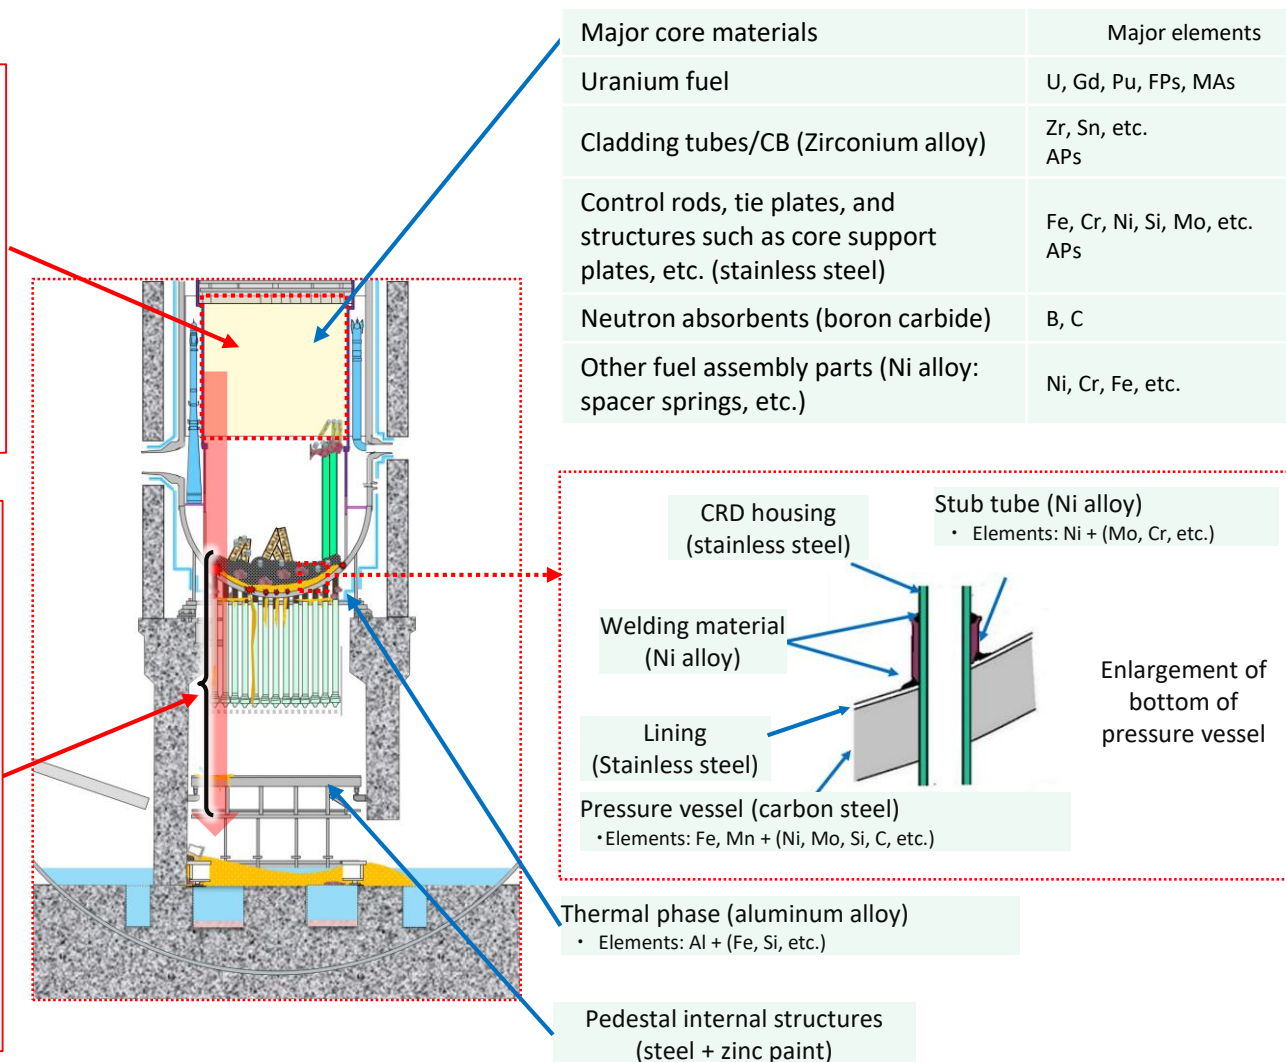 Major core materials Major elements
Uranium fuel U, Gd, Pu, FPs, MAs
Cladding tubes/CB (Zirconium alloy) Zr, Sn, etc.
APs
Control rods, tie plates, and
structures such as core support
plates, etc. (stainless steel)
Fe, Cr, Ni, Si, Mo, etc.
APs
Neutron absorbents (boron carbide) B, C
Other fuel assembly parts (Ni alloy:
spacer springs, etc.)
Ni, Cr, Fe, etc.
CRD housing
(stainless steel)
Stub tube (Ni alloy)
・ Elements: Ni + (Mo, Cr, etc.)
Welding material
(Ni alloy)
Enlargement of
bottom of
pressure vessel
Lining
(Stainless steel)
Pressure vessel (carbon steel)
・Elements: Fe, Mn + (Ni, Mo, Si, C, etc.)
Thermal phase (aluminum alloy)
・ Elements: Al + (Fe, Si, etc.)
Pedestal internal structures
(steel + zinc paint)